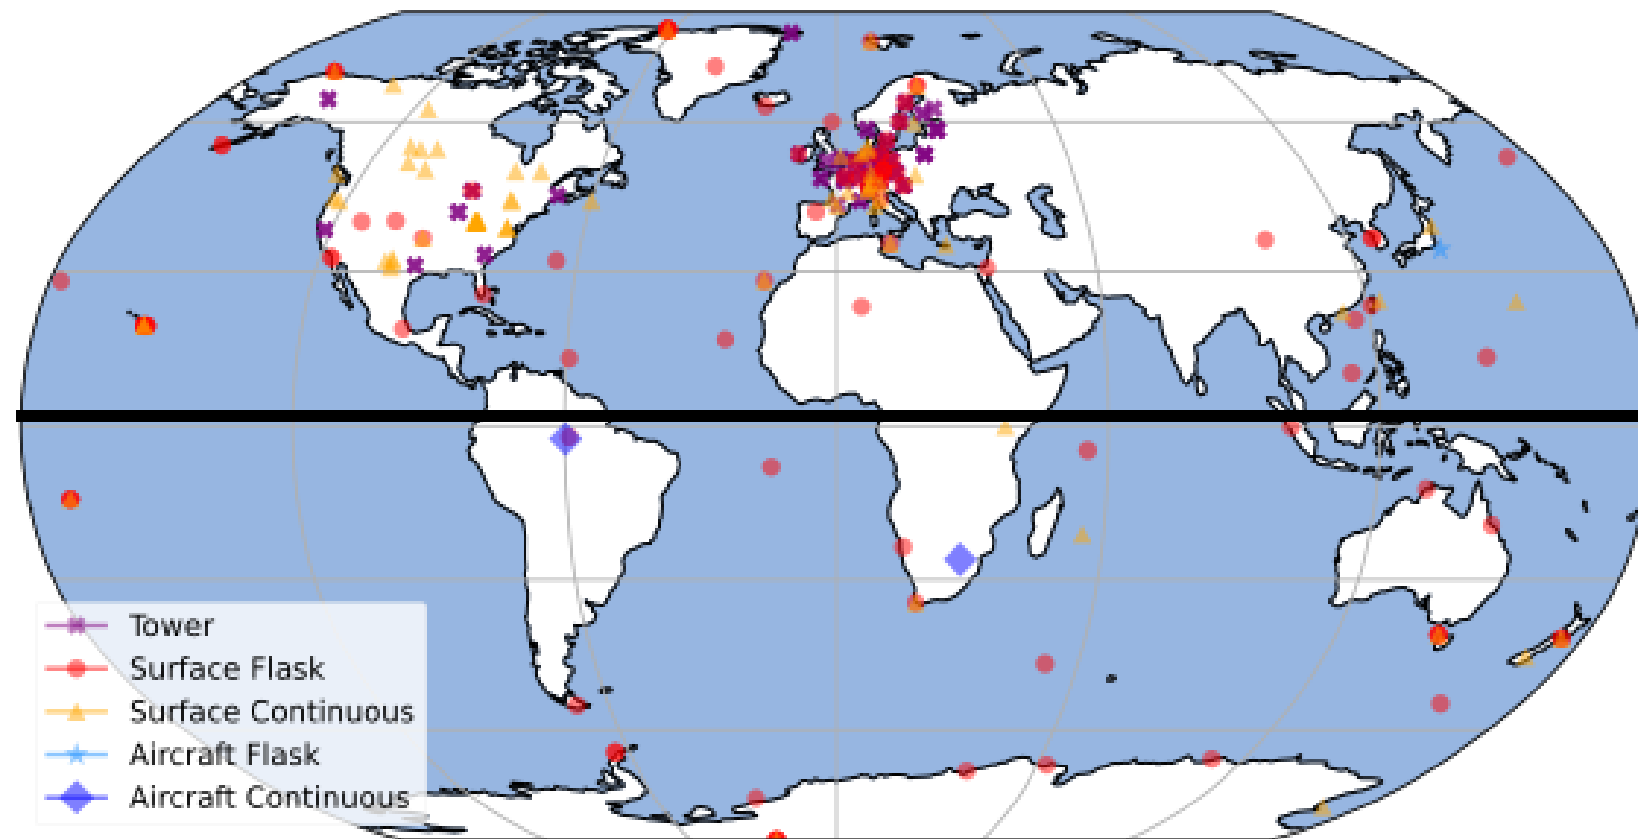 Tower
Surface Flask
Surface Continuous
Aircraft Flask
Aircraft Continuous